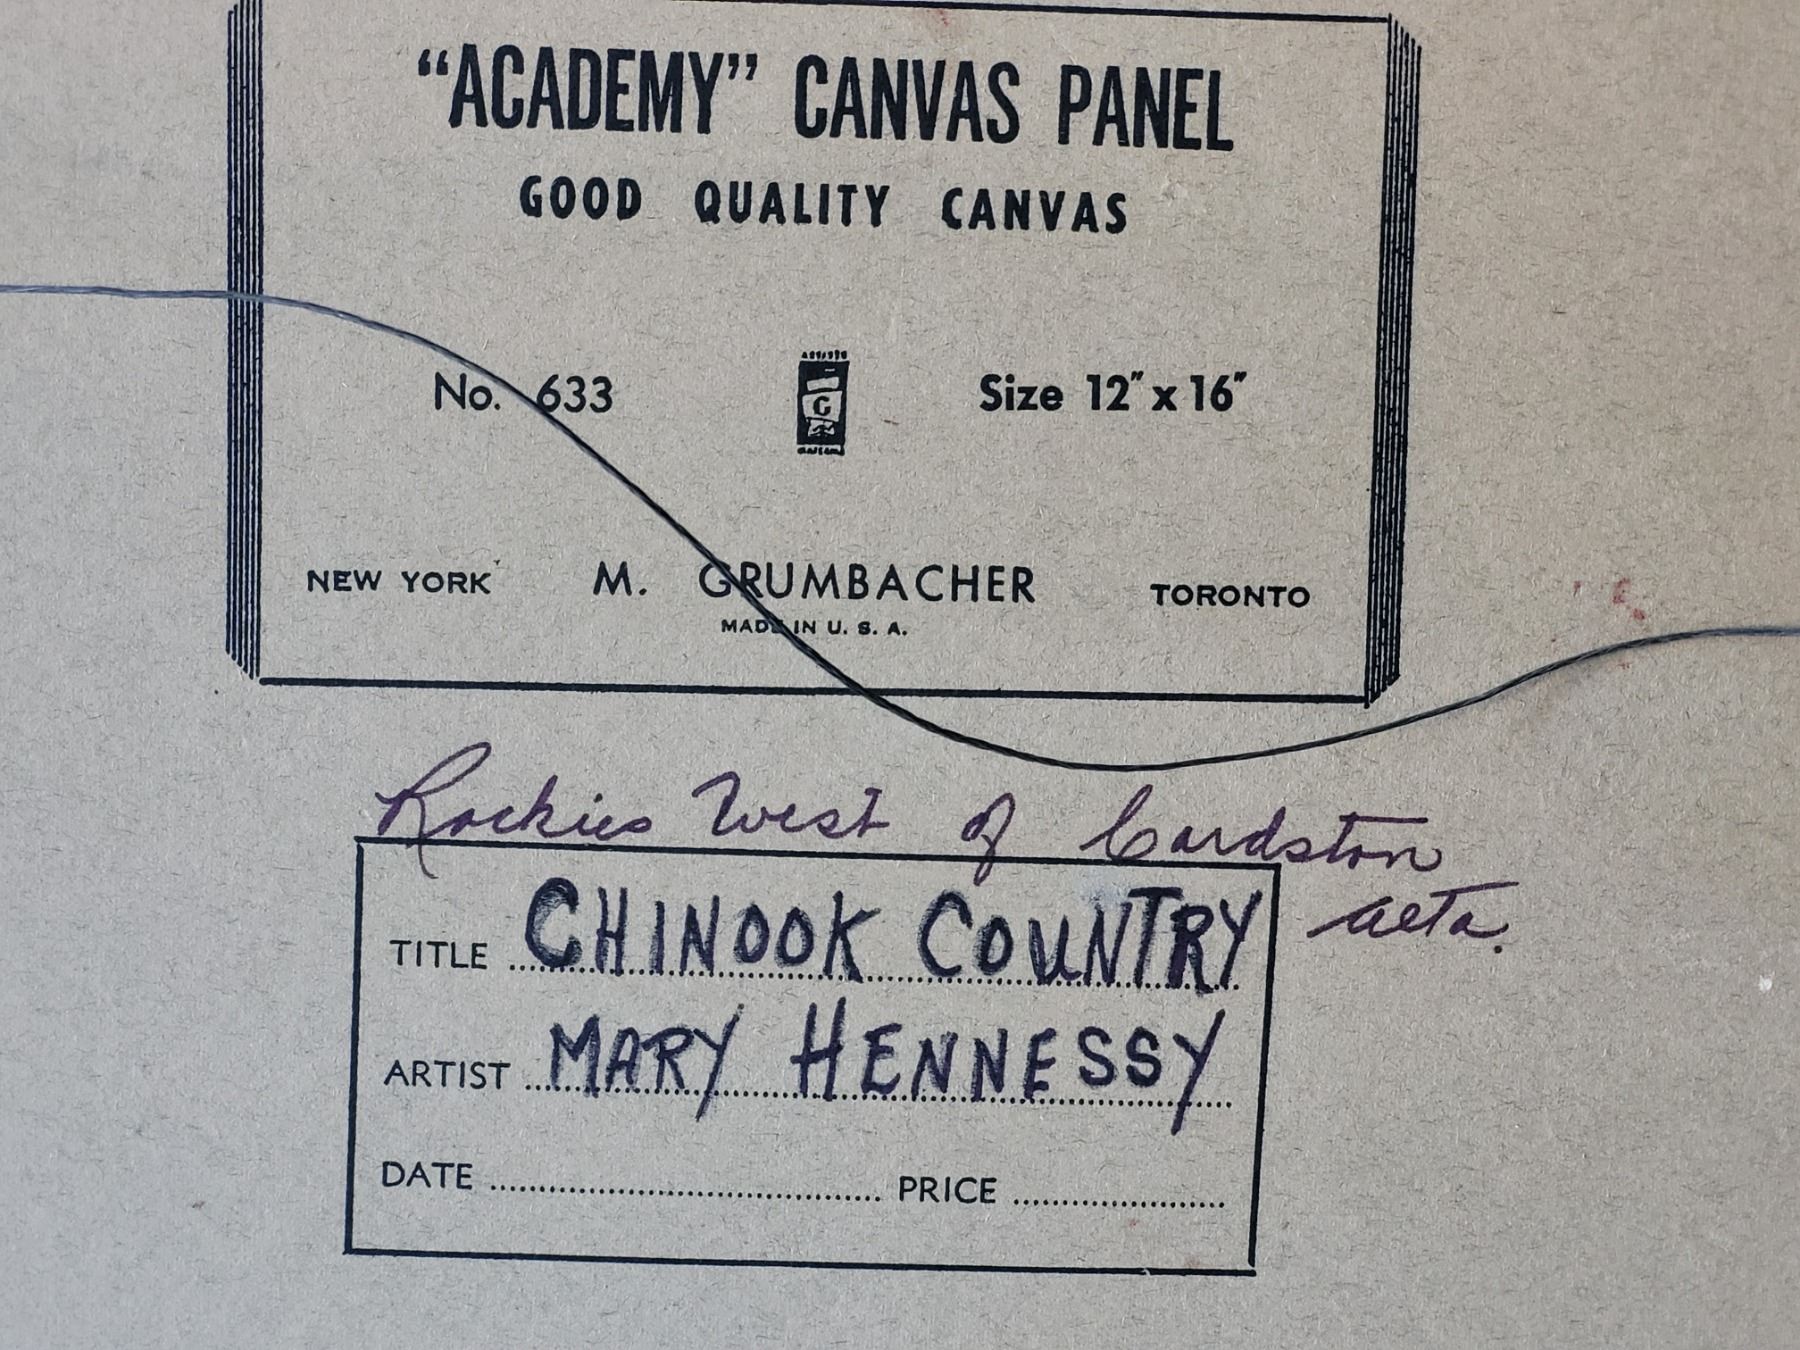 “ACADEMY” CANVAS PANEL
GOOD QUALITY CANVAS
No. 633 G Size 12" x 16"
NEW YORK M. GRUMBACHER TORONTO
MADE IN U. S. A.
Rockies West of Cardston
Alta.
TITLE CHINOOK COUNTRY
ARTIST MARY HENNESSY
DATE PRICE